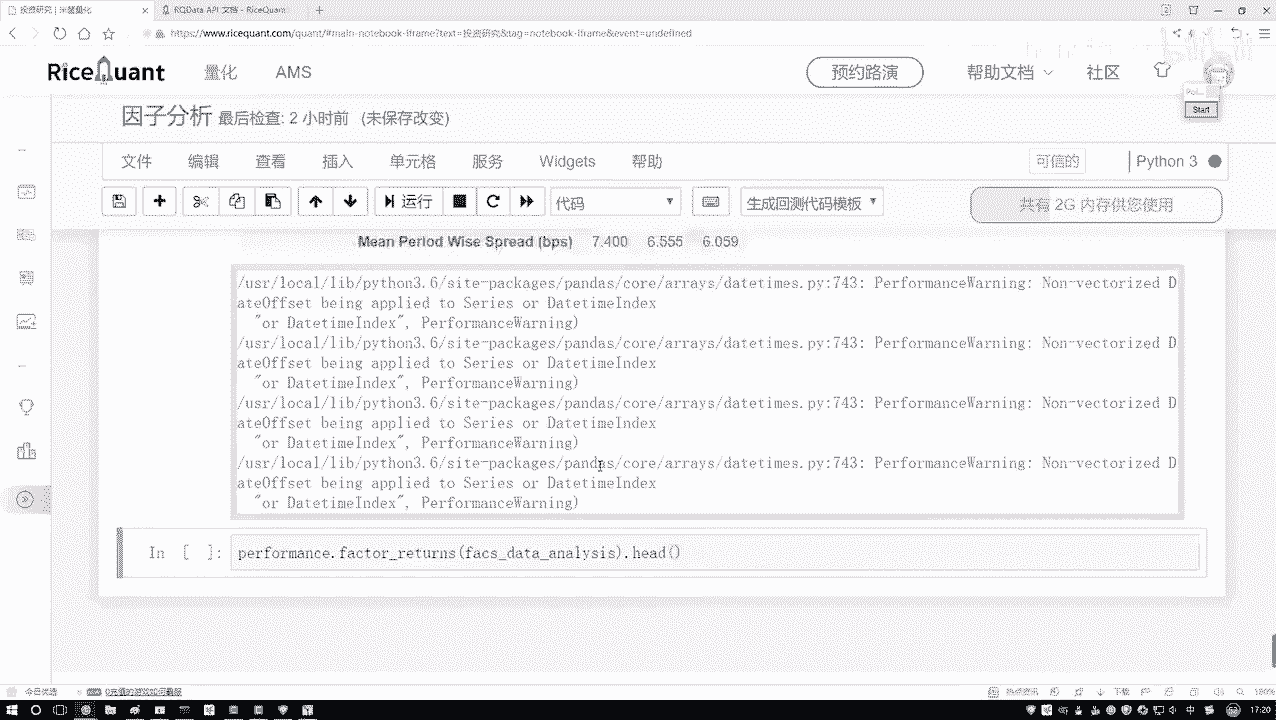 投资研究 | 米筐量化
RQData API 文档 - RiceQuan
https://www.ricequant.com/quant/#main-notebook-iframe?text=投资研究&tag=notebook-iframe&event=undefined
RiceQuant
量化
AMS
预约路演
帮助文档
社区
Start
因子分析 最后检查: 2 小时前 (未保存改变)
文件 编辑 查看 插入 单元格 服务 Widgets 帮助
可信的
Python 3
运行
代码
生成回测代码模板
共有 2G 内存供您使用
Mean Period Wise Spread (bps) 7.400 6.555 6.059
/usr/local/lib/python3.6/site-packages/pandas/core/arrays/datetimes.py:743: PerformanceWarning: Non-vectorized D
ateOffset being applied to Series or DatetimeIndex
"or DatetimeIndex", PerformanceWarning)
/usr/local/lib/python3.6/site-packages/pandas/core/arrays/datetimes.py:743: PerformanceWarning: Non-vectorized D
ateOffset being applied to Series or DatetimeIndex
"or DatetimeIndex", PerformanceWarning)
/usr/local/lib/python3.6/site-packages/pandas/core/arrays/datetimes.py:743: PerformanceWarning: Non-vectorized D
ateOffset being applied to Series or DatetimeIndex
"or DatetimeIndex", PerformanceWarning)
/usr/local/lib/python3.6/site-packages/pandas/core/arrays/datetimes.py:743: PerformanceWarning: Non-vectorized D
ateOffset being applied to Series or DatetimeIndex
"or DatetimeIndex", PerformanceWarning)
In [ ]: performance.factor_returns(facs_data_analysis).head()
今日优选
下载
17:20